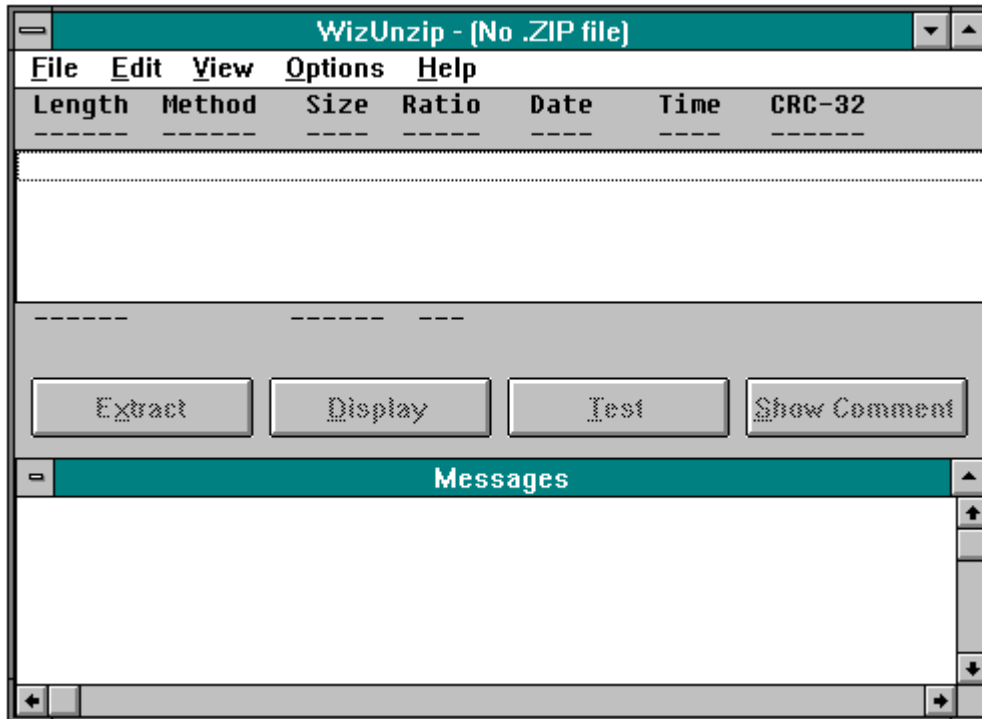 WizUnzip - (No .ZIP file)
File Edit View Options Help
Length Method Size Ratio Date Time CRC-32
------ ------ ---- ----- ---- ---- ------
------ ------ ---
Extract Display Test Show Comment
Messages